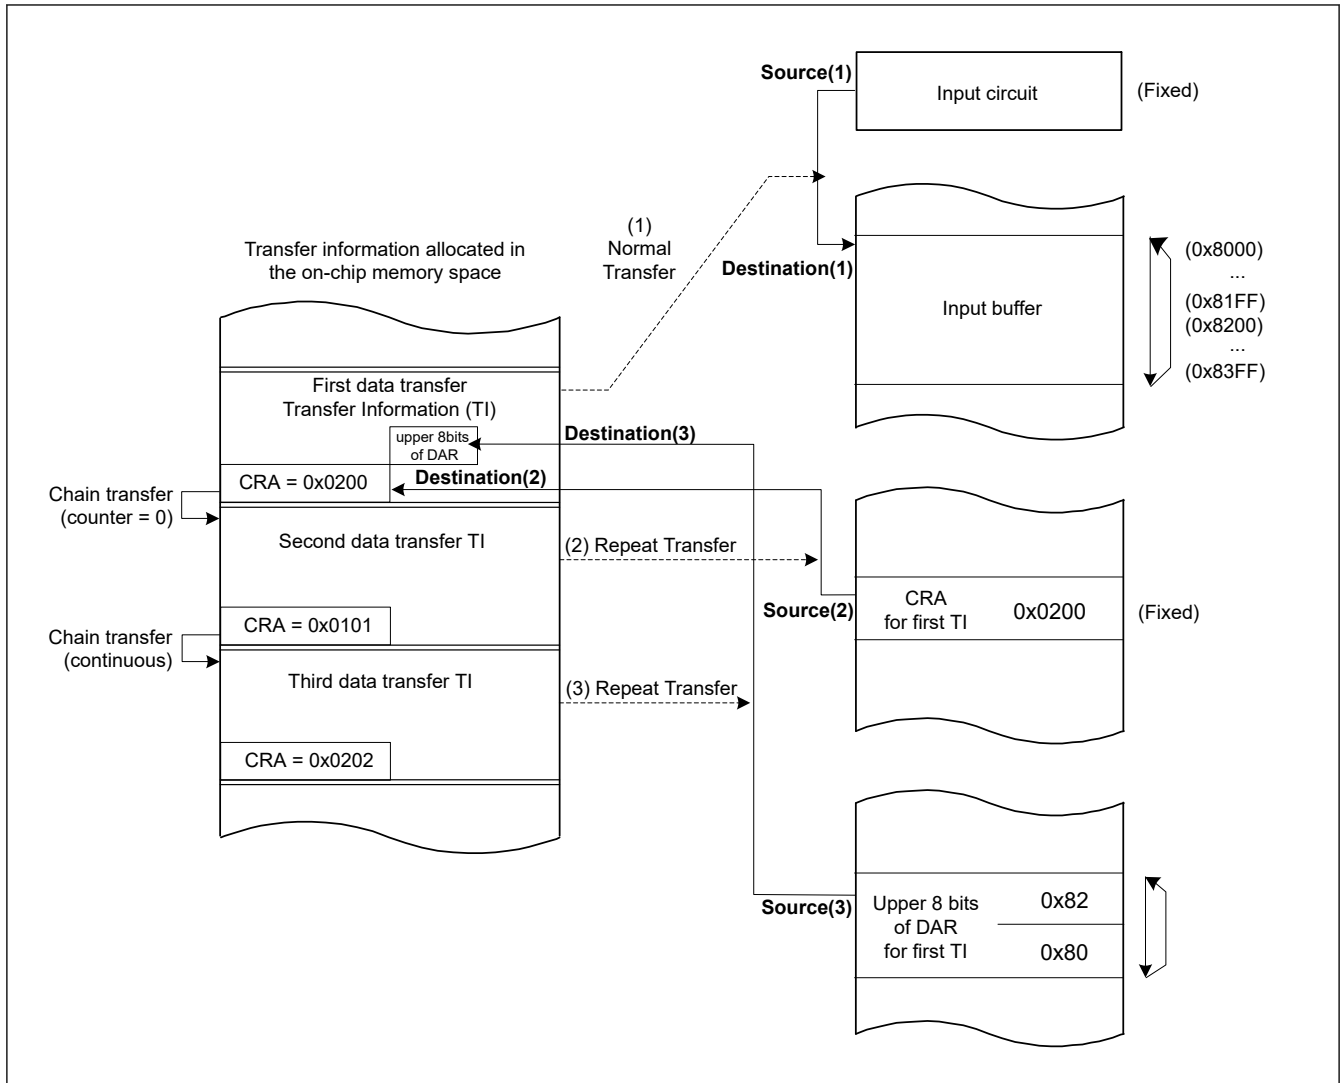 Source(1)
Input circuit
(Fixed)
(1)
Normal
Transfer
Transfer information allocated in
the on-chip memory space
Destination(1)
Input buffer
(0x8000)
...
(0x81FF)
(0x8200)
...
(0x83FF)
First data transfer
Transfer Information (TI)
upper 8bits
of DAR
Destination(3)
CRA = 0x0200
Destination(2)
Chain transfer
(counter = 0)
Second data transfer TI
(2) Repeat Transfer
CRA = 0x0101
Source(2)
CRA
for first TI
0x0200
(Fixed)
Chain transfer
(continuous)
Third data transfer TI
(3) Repeat Transfer
CRA = 0x0202
Source(3)
Upper 8 bits
of DAR
for first TI
0x82
0x80